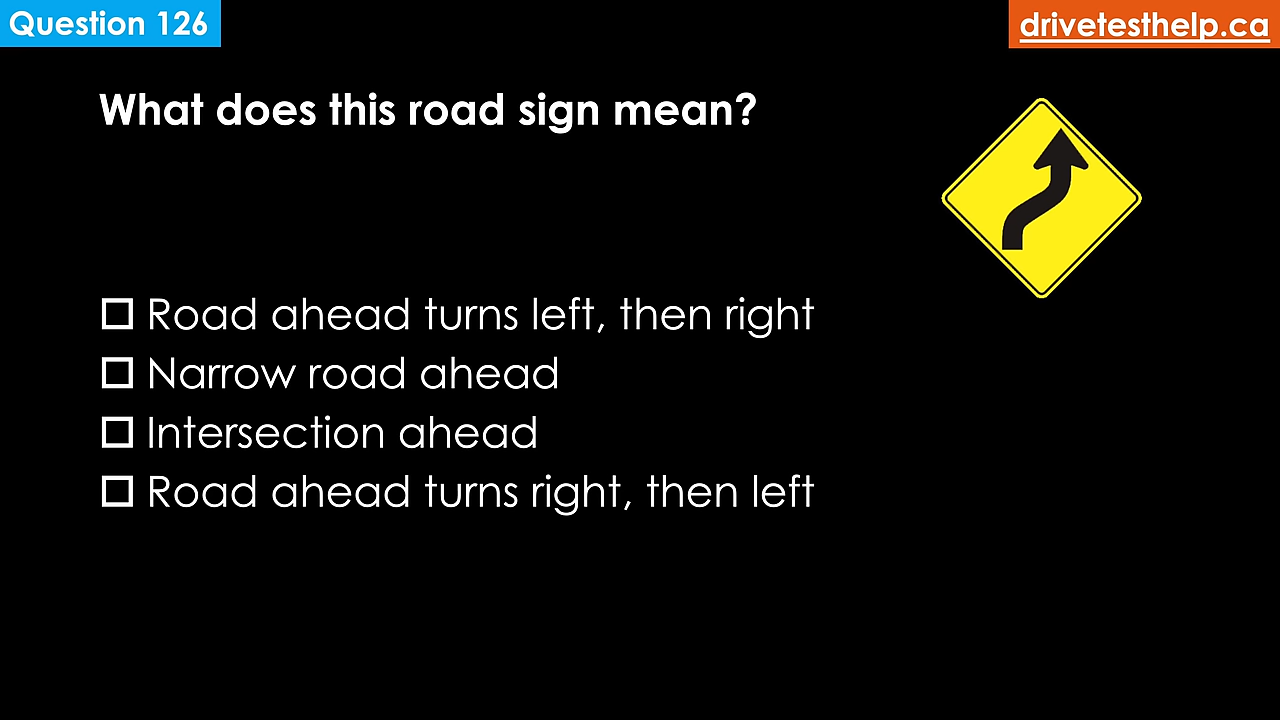 Question 126
drivetesthelp.ca
What does this road sign mean?
Road ahead turns left, then right
Narrow road ahead
Intersection ahead
Road ahead turns right, then left